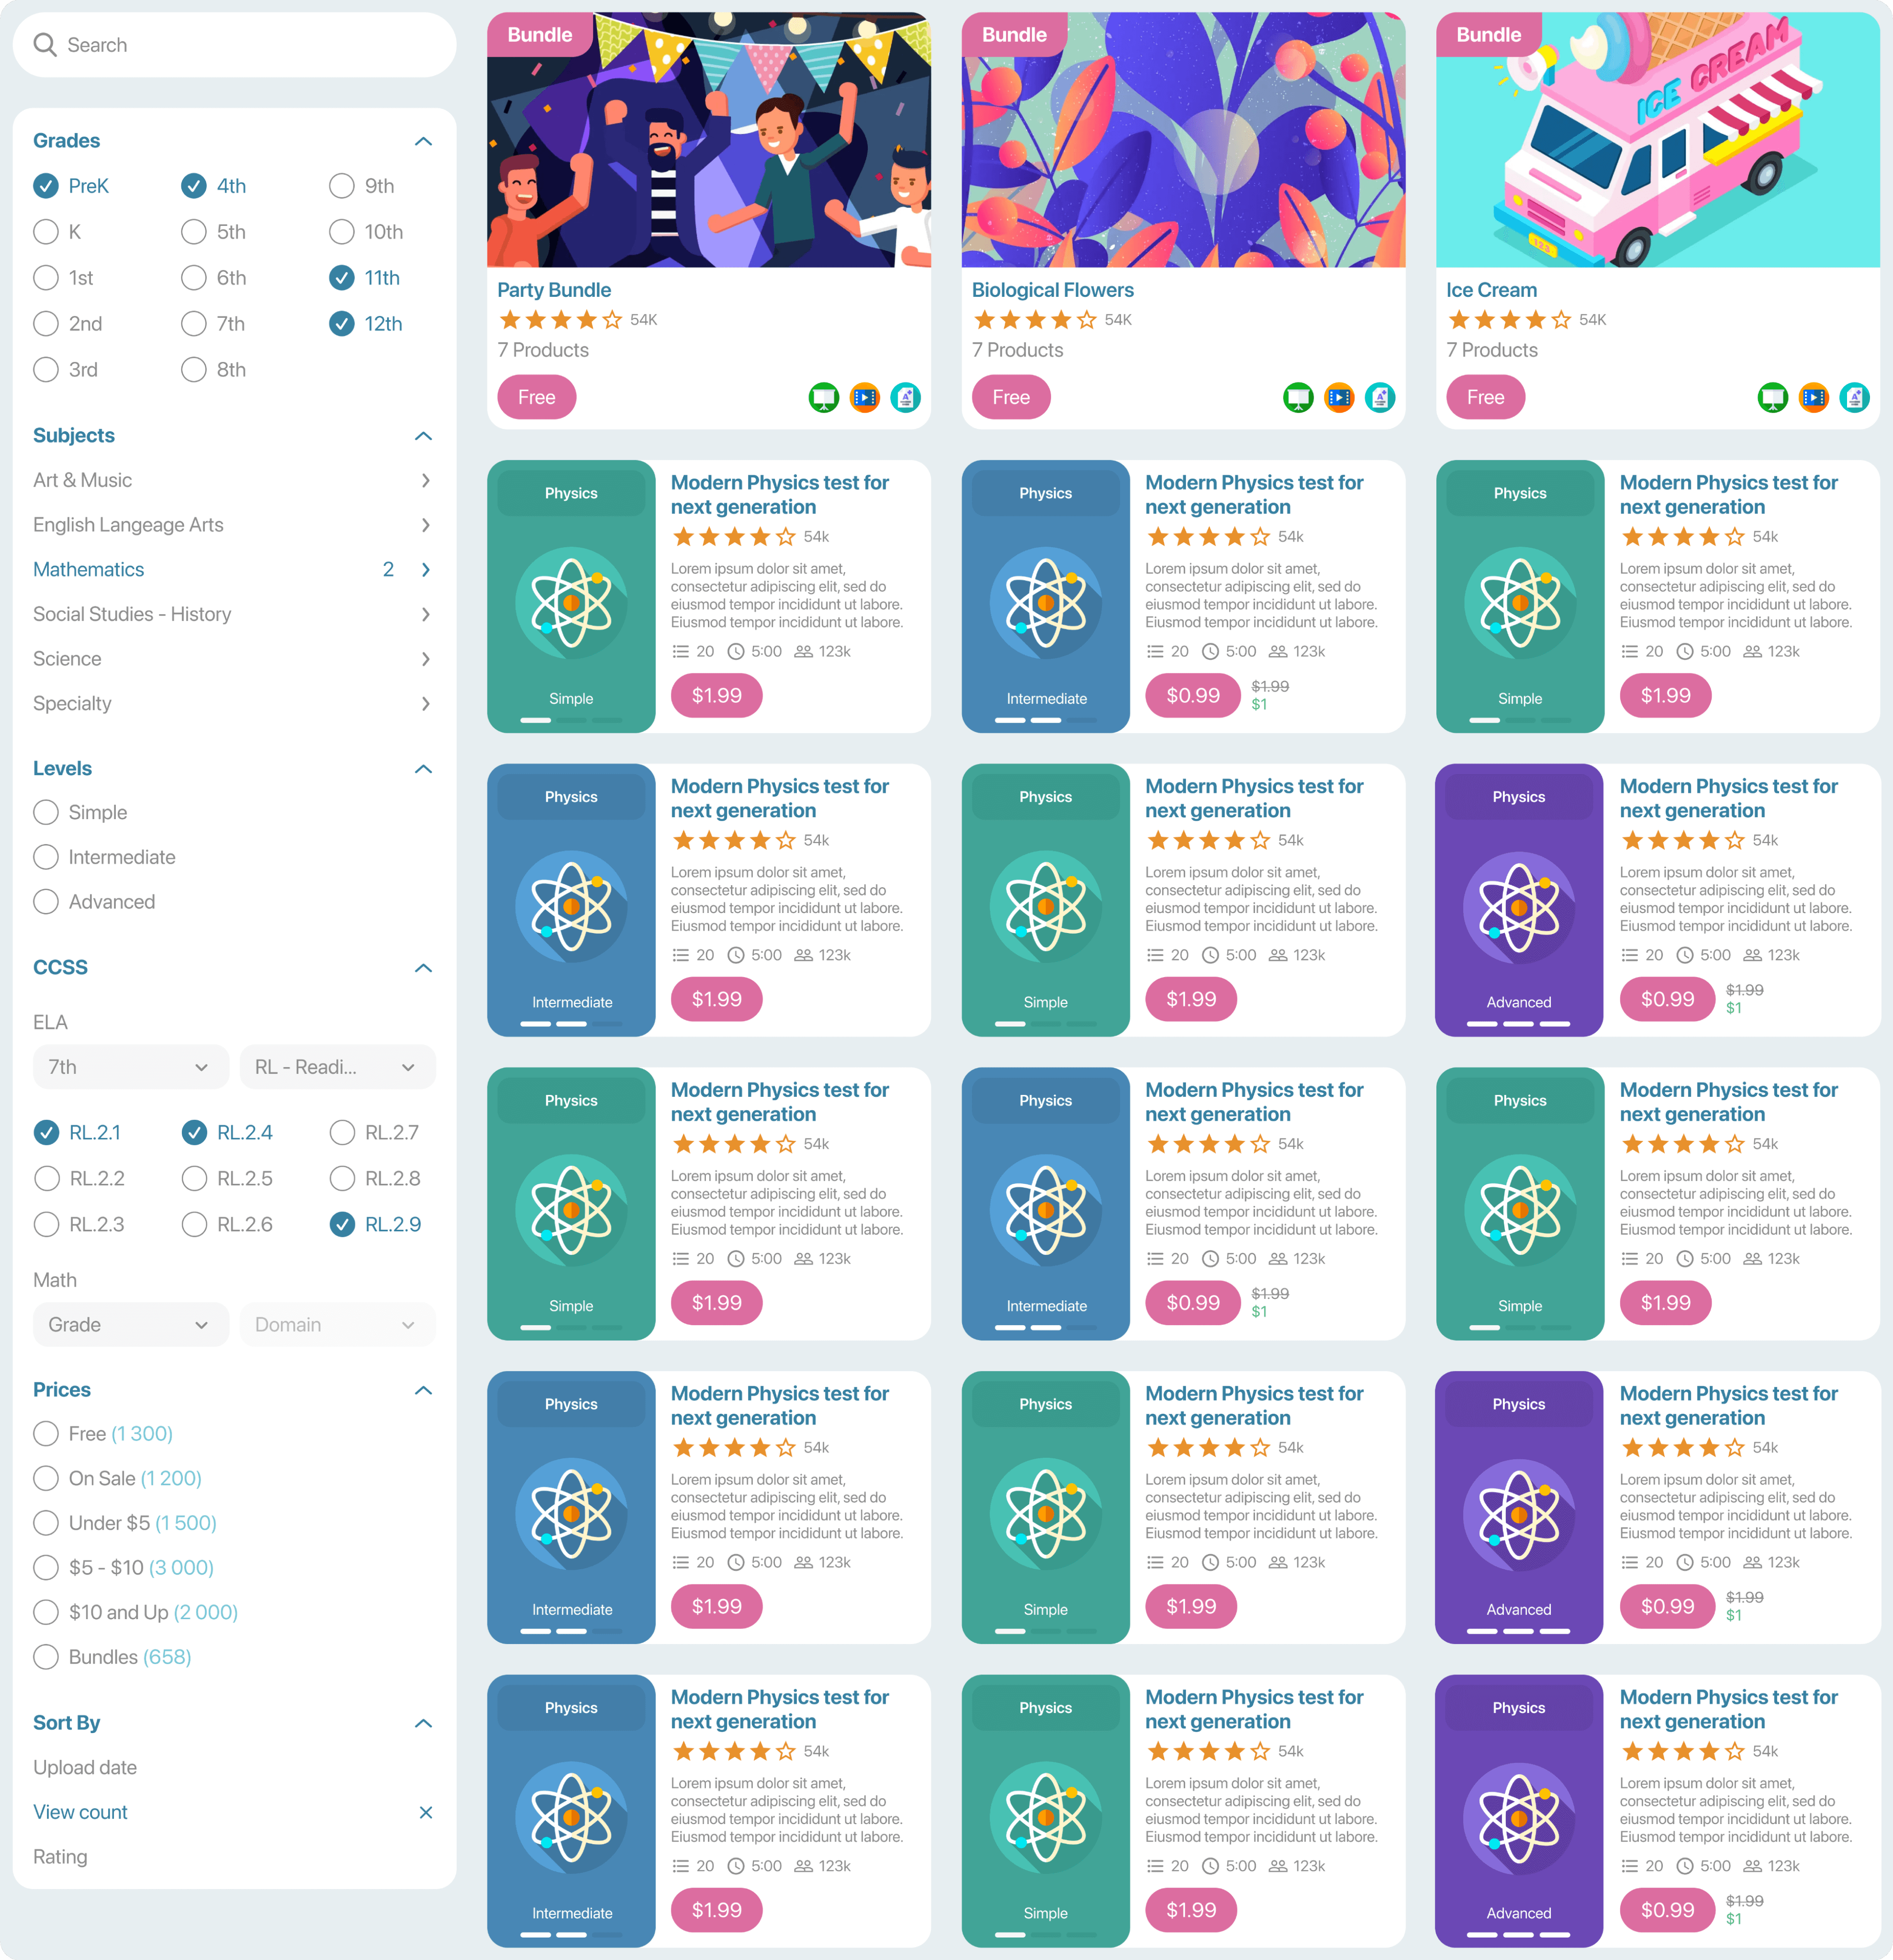 Search
Grades
PreK
4th
9th
K
5th
10th
1st
6th
11th
2nd
7th
12th
3rd
8th
Subjects
Art & Music
English Langeage Arts
Mathematics 2
Social Studies - History
Science
Specialty
Levels
Simple
Intermediate
Advanced
CCSS
ELA
7th
RL - Readi...
RL.2.1
RL.2.4
RL.2.7
RL.2.2
RL.2.5
RL.2.8
RL.2.3
RL.2.6
RL.2.9
Math
Grade
Domain
Prices
Free (1 300)
On Sale (1 200)
Under $5 (1 500)
$5 - $10 (3 000)
$10 and Up (2 000)
Bundles (658)
Sort By
Upload date
View count
Rating
Bundle
Party Bundle
54K
7 Products
Free
Bundle
Biological Flowers
54K
7 Products
Free
Bundle
ICE CREAM
123
Ice Cream
54K
7 Products
Free
Physics
Simple
Modern Physics test for
next generation
54k
Lorem ipsum dolor sit amet,
consectetur adipiscing elit, sed do
eiusmod tempor incididunt ut labore.
Eiusmod tempor incididunt ut labore.
20 5:00 123k
$1.99
Physics
Intermediate
Modern Physics test for
next generation
54k
Lorem ipsum dolor sit amet,
consectetur adipiscing elit, sed do
eiusmod tempor incididunt ut labore.
Eiusmod tempor incididunt ut labore.
20 5:00 123k
$0.99
$1.99
$1
Physics
Simple
Modern Physics test for
next generation
54k
Lorem ipsum dolor sit amet,
consectetur adipiscing elit, sed do
eiusmod tempor incididunt ut labore.
Eiusmod tempor incididunt ut labore.
20 5:00 123k
$1.99
Physics
Intermediate
Modern Physics test for
next generation
54k
Lorem ipsum dolor sit amet,
consectetur adipiscing elit, sed do
eiusmod tempor incididunt ut labore.
Eiusmod tempor incididunt ut labore.
20 5:00 123k
$1.99
Physics
Simple
Modern Physics test for
next generation
54k
Lorem ipsum dolor sit amet,
consectetur adipiscing elit, sed do
eiusmod tempor incididunt ut labore.
Eiusmod tempor incididunt ut labore.
20 5:00 123k
$1.99
Physics
Advanced
Modern Physics test for
next generation
54k
Lorem ipsum dolor sit amet,
consectetur adipiscing elit, sed do
eiusmod tempor incididunt ut labore.
Eiusmod tempor incididunt ut labore.
20 5:00 123k
$0.99
$1.99
$1
Physics
Simple
Modern Physics test for
next generation
54k
Lorem ipsum dolor sit amet,
consectetur adipiscing elit, sed do
eiusmod tempor incididunt ut labore.
Eiusmod tempor incididunt ut labore.
20 5:00 123k
$1.99
Physics
Intermediate
Modern Physics test for
next generation
54k
Lorem ipsum dolor sit amet,
consectetur adipiscing elit, sed do
eiusmod tempor incididunt ut labore.
Eiusmod tempor incididunt ut labore.
20 5:00 123k
$0.99
$1.99
$1
Physics
Simple
Modern Physics test for
next generation
54k
Lorem ipsum dolor sit amet,
consectetur adipiscing elit, sed do
eiusmod tempor incididunt ut labore.
Eiusmod tempor incididunt ut labore.
20 5:00 123k
$1.99
Physics
Intermediate
Modern Physics test for
next generation
54k
Lorem ipsum dolor sit amet,
consectetur adipiscing elit, sed do
eiusmod tempor incididunt ut labore.
Eiusmod tempor incididunt ut labore.
20 5:00 123k
$1.99
Physics
Simple
Modern Physics test for
next generation
54k
Lorem ipsum dolor sit amet,
consectetur adipiscing elit, sed do
eiusmod tempor incididunt ut labore.
Eiusmod tempor incididunt ut labore.
20 5:00 123k
$1.99
Physics
Advanced
Modern Physics test for
next generation
54k
Lorem ipsum dolor sit amet,
consectetur adipiscing elit, sed do
eiusmod tempor incididunt ut labore.
Eiusmod tempor incididunt ut labore.
20 5:00 123k
$0.99
$1.99
$1
Physics
Intermediate
Modern Physics test for
next generation
54k
Lorem ipsum dolor sit amet,
consectetur adipiscing elit, sed do
eiusmod tempor incididunt ut labore.
Eiusmod tempor incididunt ut labore.
20 5:00 123k
$1.99
Physics
Simple
Modern Physics test for
next generation
54k
Lorem ipsum dolor sit amet,
consectetur adipiscing elit, sed do
eiusmod tempor incididunt ut labore.
Eiusmod tempor incididunt ut labore.
20 5:00 123k
$1.99
Physics
Advanced
Modern Physics test for
next generation
54k
Lorem ipsum dolor sit amet,
consectetur adipiscing elit, sed do
eiusmod tempor incididunt ut labore.
Eiusmod tempor incididunt ut labore.
20 5:00 123k
$0.99
$1.99
$1